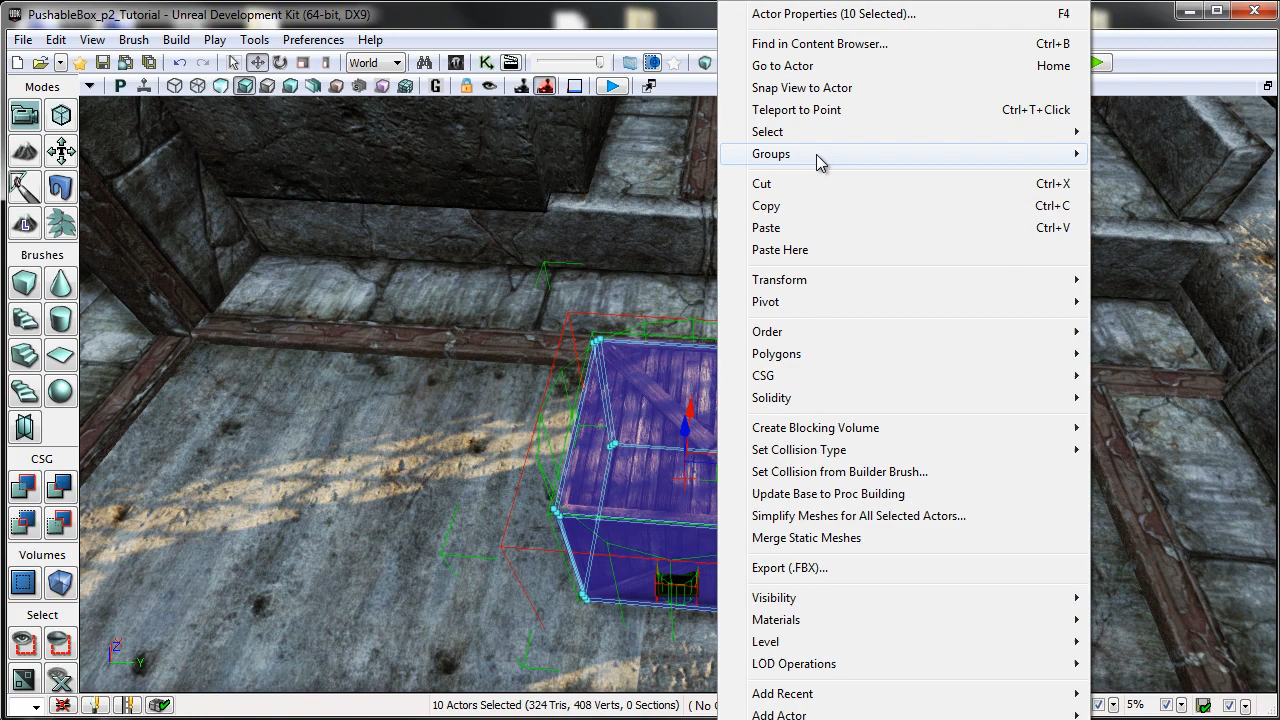 PushableBox_p2_Tutorial - Unreal Development Kit (64-bit, DX9)
File Edit View Brush Build Play Tools Preferences Help
World
Modes
P
G
L
Brushes
CSG
Volumes
Select
Z
Y
Actor Properties (10 Selected)... F4
Find in Content Browser... Ctrl+B
Go to Actor Home
Snap View to Actor
Teleport to Point Ctrl+T+Click
Select
Groups
Cut Ctrl+X
Copy Ctrl+C
Paste Ctrl+V
Paste Here
Transform
Pivot
Order
Polygons
CSG
Solidity
Create Blocking Volume
Set Collision Type
Set Collision from Builder Brush...
Update Base to Proc Building
Simplify Meshes for All Selected Actors...
Merge Static Meshes
Export (.FBX)...
Visibility
Materials
Level
LOD Operations
Add Recent
Add Actor
10 Actors Selected (324 Tris, 408 Verts, 0 Sections) (No
5%